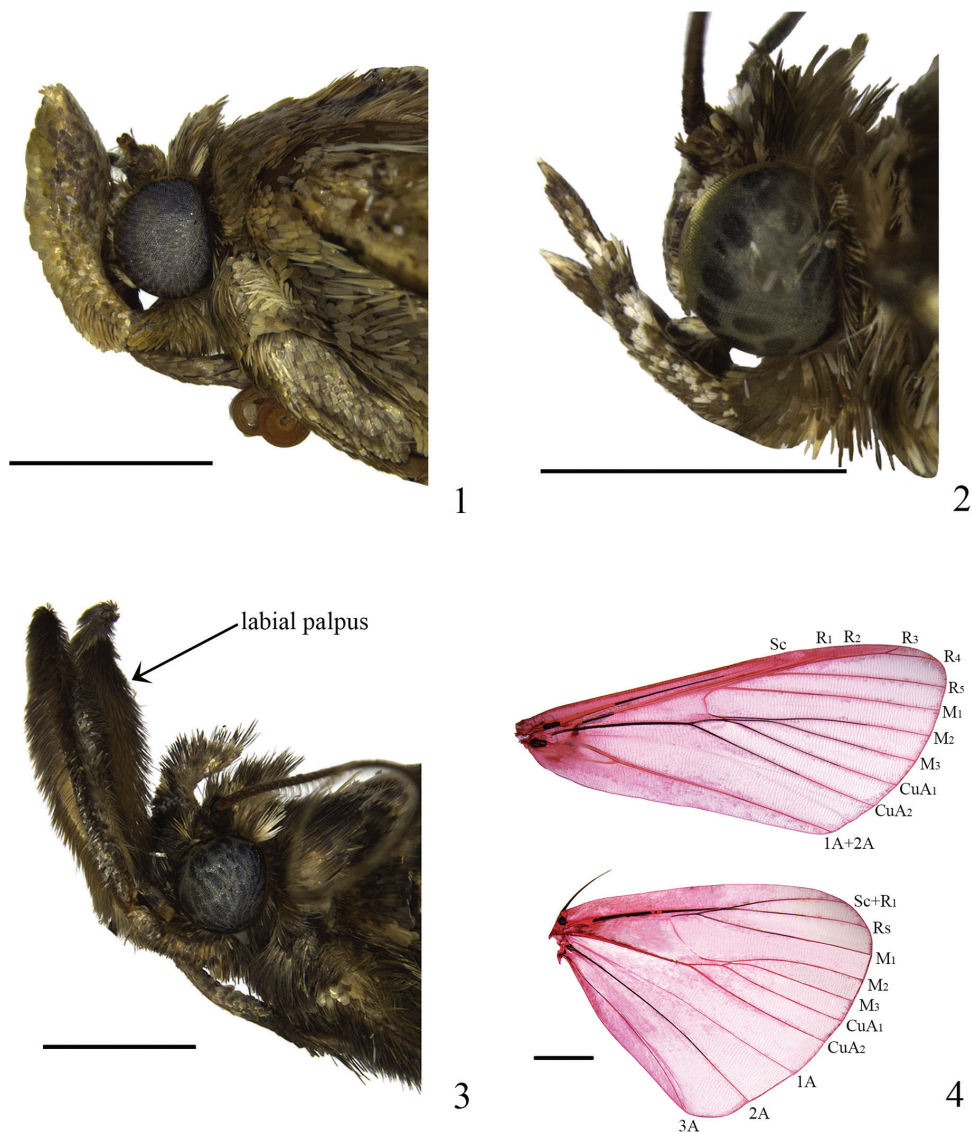 1
2
labial palpus
3
Sc
R1
R2
R3
R4
R5
M1
M2
M3
CuA1
CuA2
1A+2A
Sc+R1
Rs
M1
M2
M3
CuA1
CuA2
1A
2A
3A
4